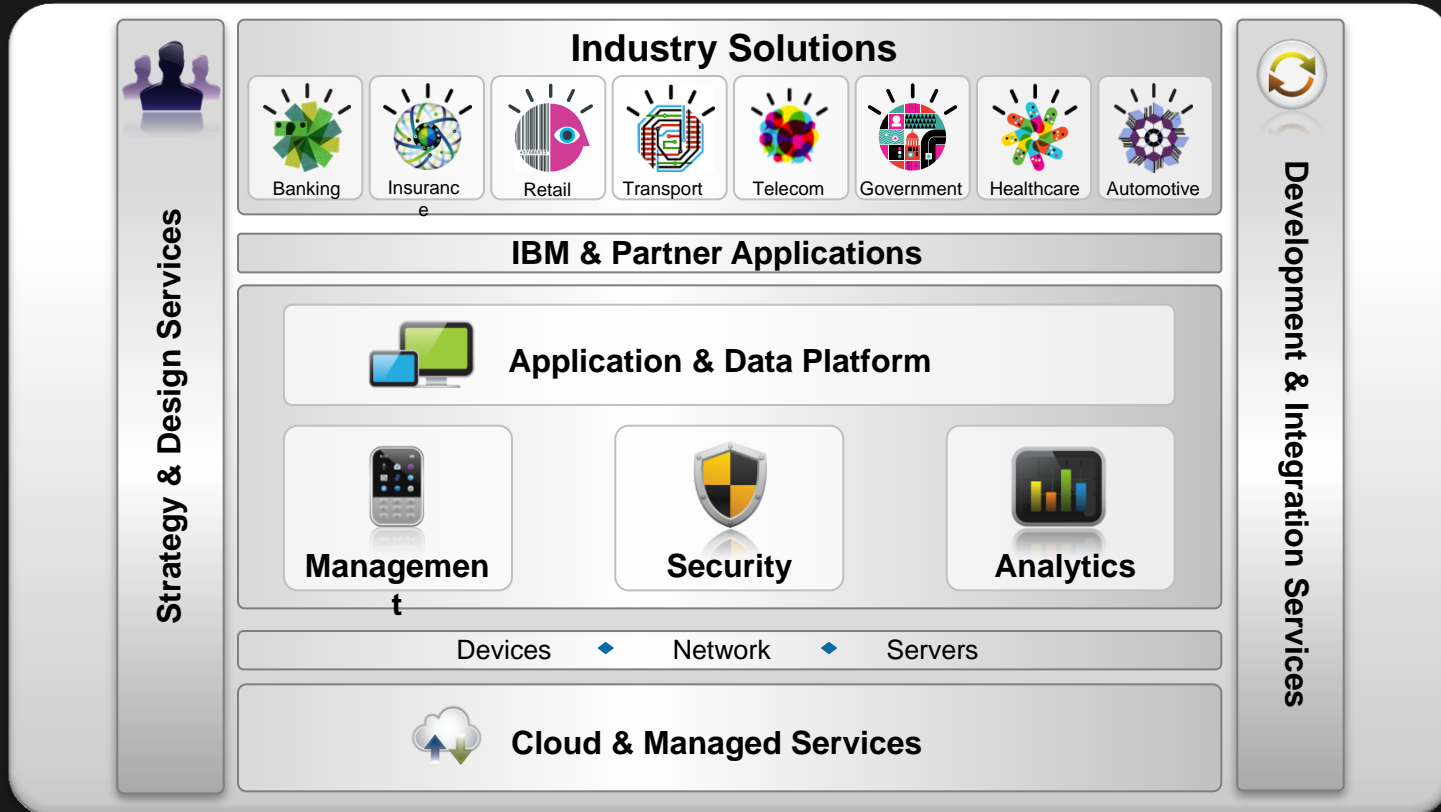 Industry Solutions
Banking
Insuranc
e
Retail
Transport
Telecom
Government
Healthcare
Automotive
Strategy & Design Services
IBM & Partner Applications
Application & Data Platform
Managemen
t
Security
Analytics
Devices ◆ Network ◆ Servers
Cloud & Managed Services
Development & Integration Services